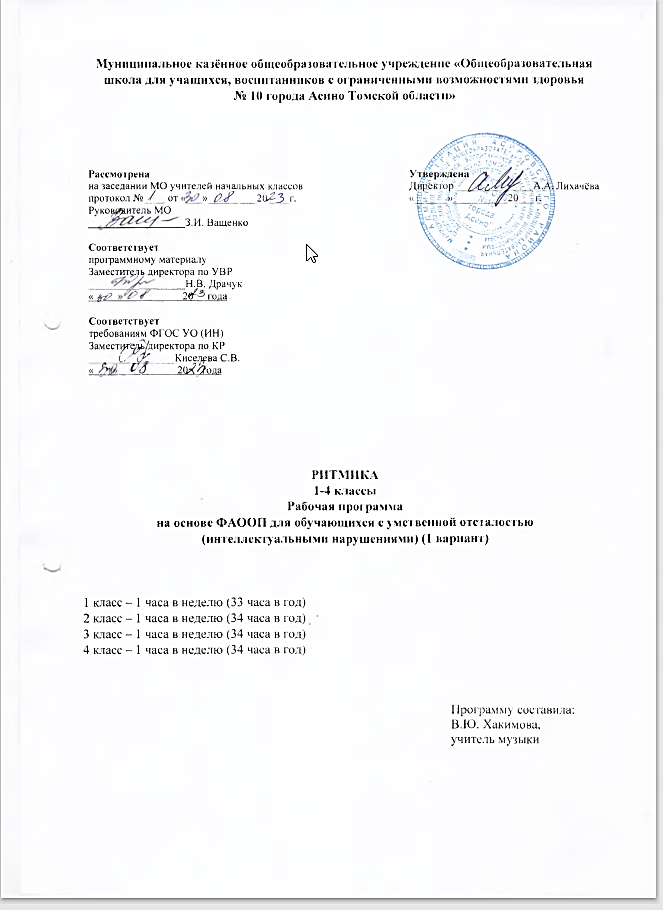 Муниципальное казённое общеобразовательное учреждение «Общеобразовательная
школа для учащихся, воспитанников с ограниченными возможностями здоровья
№ 10 города Асино Томской области»
Рассмотрена
на заседании МО учителей начальных классов
протокол № 1 от «30» 08 2023 г.
Руководитель МО
З.И. Ващенко
Соответствует
программному материалу
Заместитель директора по УВР
Н.В. Драчук
«30» 08 2023 года
Соответствует
требованиям ФГОС УО (ИН)
Заместитель директора по КР
Киселева С.В.
« » 08 20 года
Утверждена
Директор А.А. Лихачёва
« » 20 г.
города
Асино
РИТМИКА
1-4 классы
Рабочая программа
на основе ФАООП для обучающихся с умственной отсталостью
(интеллектуальными нарушениями) (1 вариант)
1 класс – 1 часа в неделю (33 часа в год)
2 класс – 1 часа в неделю (34 часа в год)
3 класс – 1 часа в неделю (34 часа в год)
4 класс – 1 часа в неделю (34 часа в год)
Программу составила:
В.Ю. Хакимова,
учитель музыки